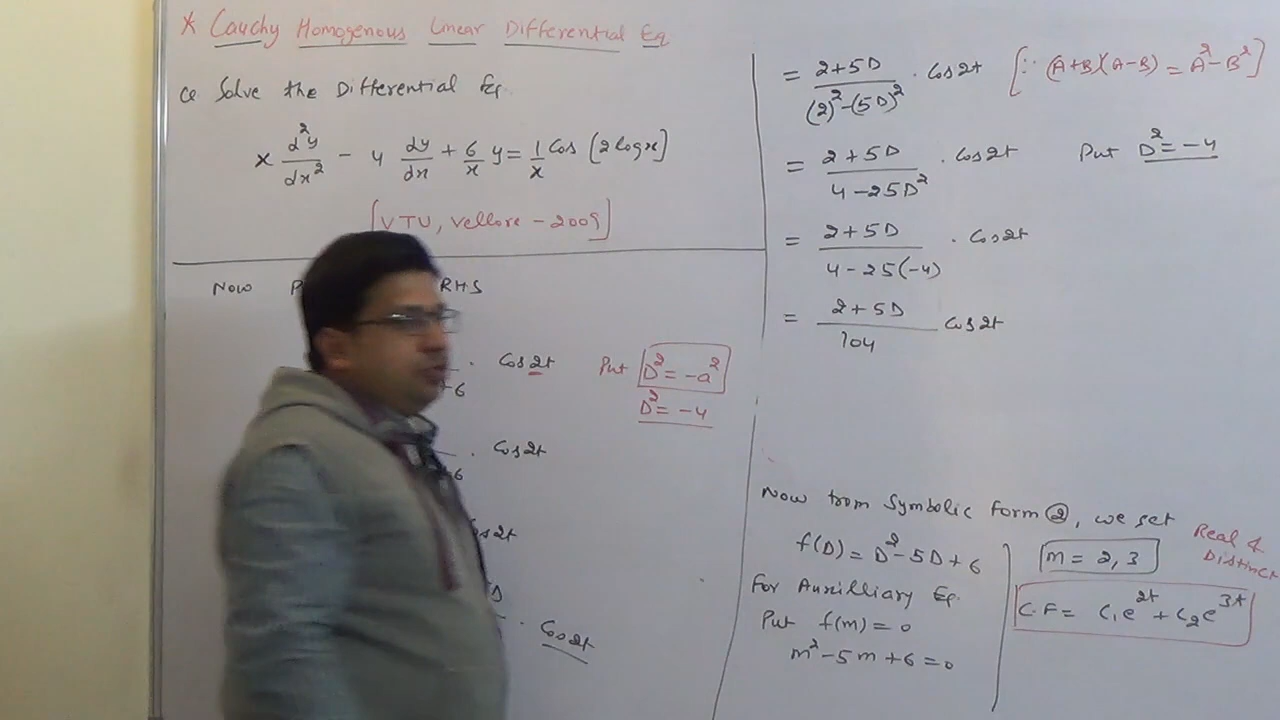 * Cauchy Homogenous Linear Differential Eq
Q Solve the Differential Eq.
x d²y/dx² - 4 dy/dx + 6/x y = 1/x Cos [2 log x]
[VTU, Vellore - 2009]
Now P RHS
+6 . Cos 2t Put D² = -a²
D² = -4
+6 . Cos 2t
Cos 2t
D . Cos 2t
= 2+5D / (2)² - (5D)² . Cos 2t [∵ (A+B)(A-B) = A² - B²]
= 2+5D / 4 - 25D² . Cos 2t Put D² = -4
= 2+5D / 4 - 25(-4) . Cos 2t
= 2+5D / 104 Cos 2t
Now from Symbolic Form ②, we get
f(D) = D² - 5D + 6
For Auxilliary Eq.
Put f(m) = 0
m² - 5m + 6 = 0
m = 2, 3 Real & Distinct
C.F = C₁e^2t + C₂e^3t